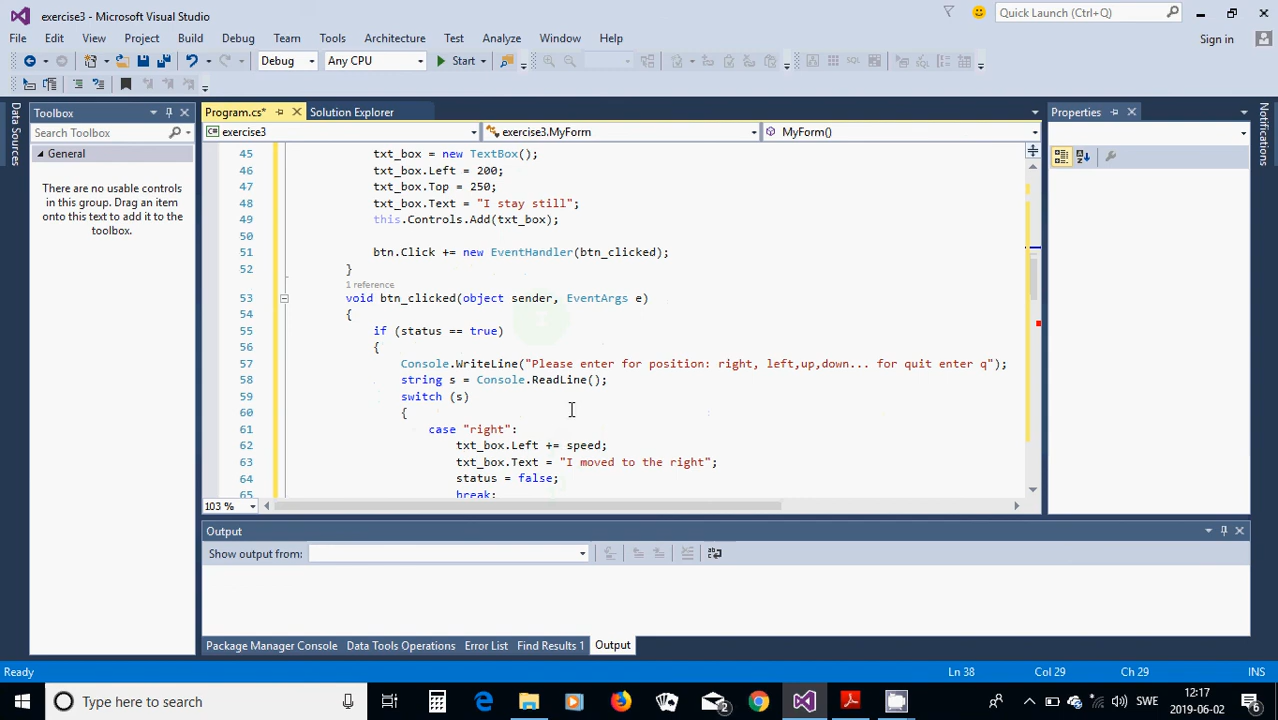 exercise3 - Microsoft Visual Studio
Quick Launch (Ctrl+Q)
File Edit View Project Build Debug Team Tools Architecture Test Analyze Window Help
Sign in
Debug Any CPU Start
Data Sources
Toolbox
Search Toolbox
General
There are no usable controls
in this group. Drag an item
onto this text to add it to the
toolbox.
Program.cs* Solution Explorer
exercise3 exercise3.MyForm MyForm()
45 txt_box = new TextBox();
46 txt_box.Left = 200;
47 txt_box.Top = 250;
48 txt_box.Text = "I stay still";
49 this.Controls.Add(txt_box);
50
51 btn.Click += new EventHandler(btn_clicked);
52 }
1 reference
53 void btn_clicked(object sender, EventArgs e)
54 {
55 if (status == true)
56 {
57 Console.WriteLine("Please enter for position: right, left,up,down... for quit enter q");
58 string s = Console.ReadLine();
59 switch (s)
60 {
61 case "right":
62 txt_box.Left += speed;
63 txt_box.Text = "I moved to the right";
64 status = false;
65 break;
103 %
Properties
Notifications
Output
Show output from:
Package Manager Console Data Tools Operations Error List Find Results 1 Output
Ready Ln 38 Col 29 Ch 29 INS
Type here to search
2
SWE
12:17
2019-06-02
6